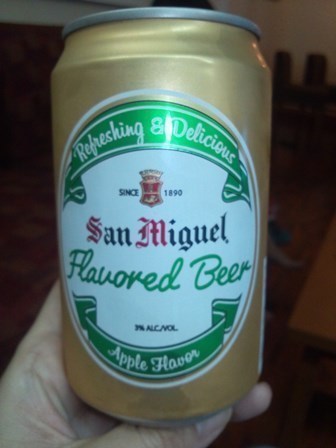 Refreshing & Delicious
SINCE 1890
San Miguel
Flavored Beer
3% ALC./VOL.
Apple Flavor